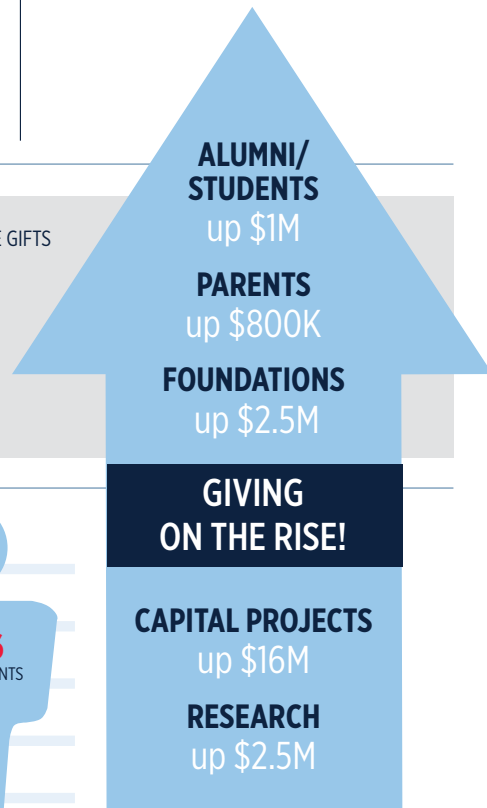 ALUMNI/
STUDENTS
up $1M
GIFTS
PARENTS
up $800K
FOUNDATIONS
up $2.5M
GIVING
ON THE RISE!
CAPITAL PROJECTS
up $16M
RESEARCH
up $2.5M